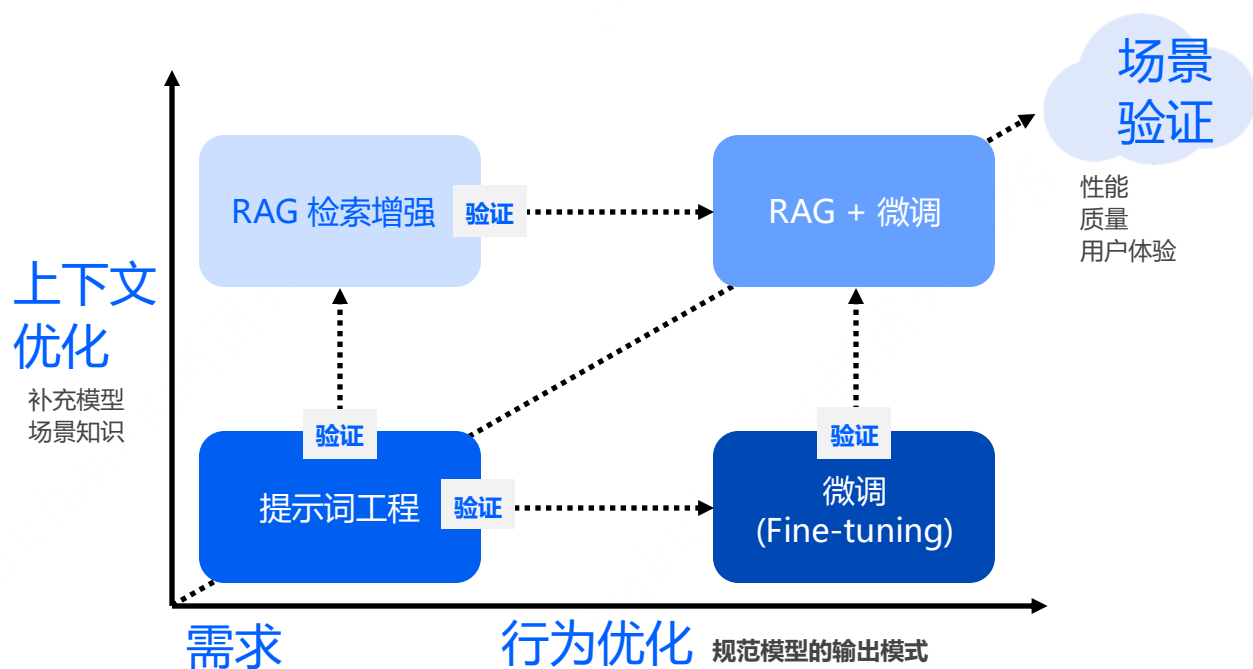 场景
验证
性能
质量
用户体验
RAG 检索增强
验证
RAG + 微调
上下文
优化
补充模型
场景知识
验证
验证
提示词工程
验证
微调
(Fine-tuning)
需求
行为优化 规范模型的输出模式